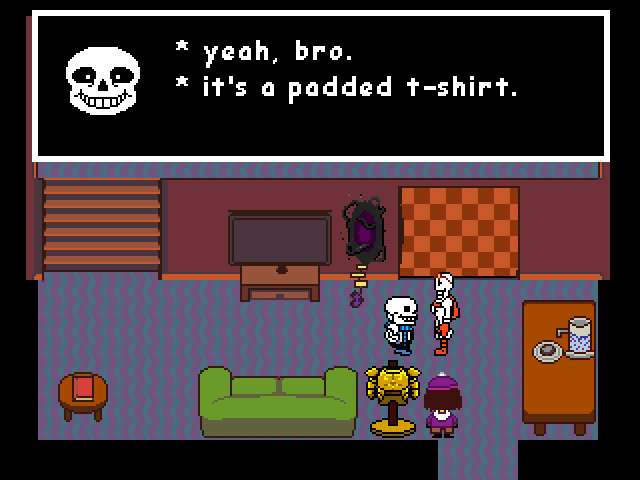 * yeah, bro.
* it's a padded t-shirt.